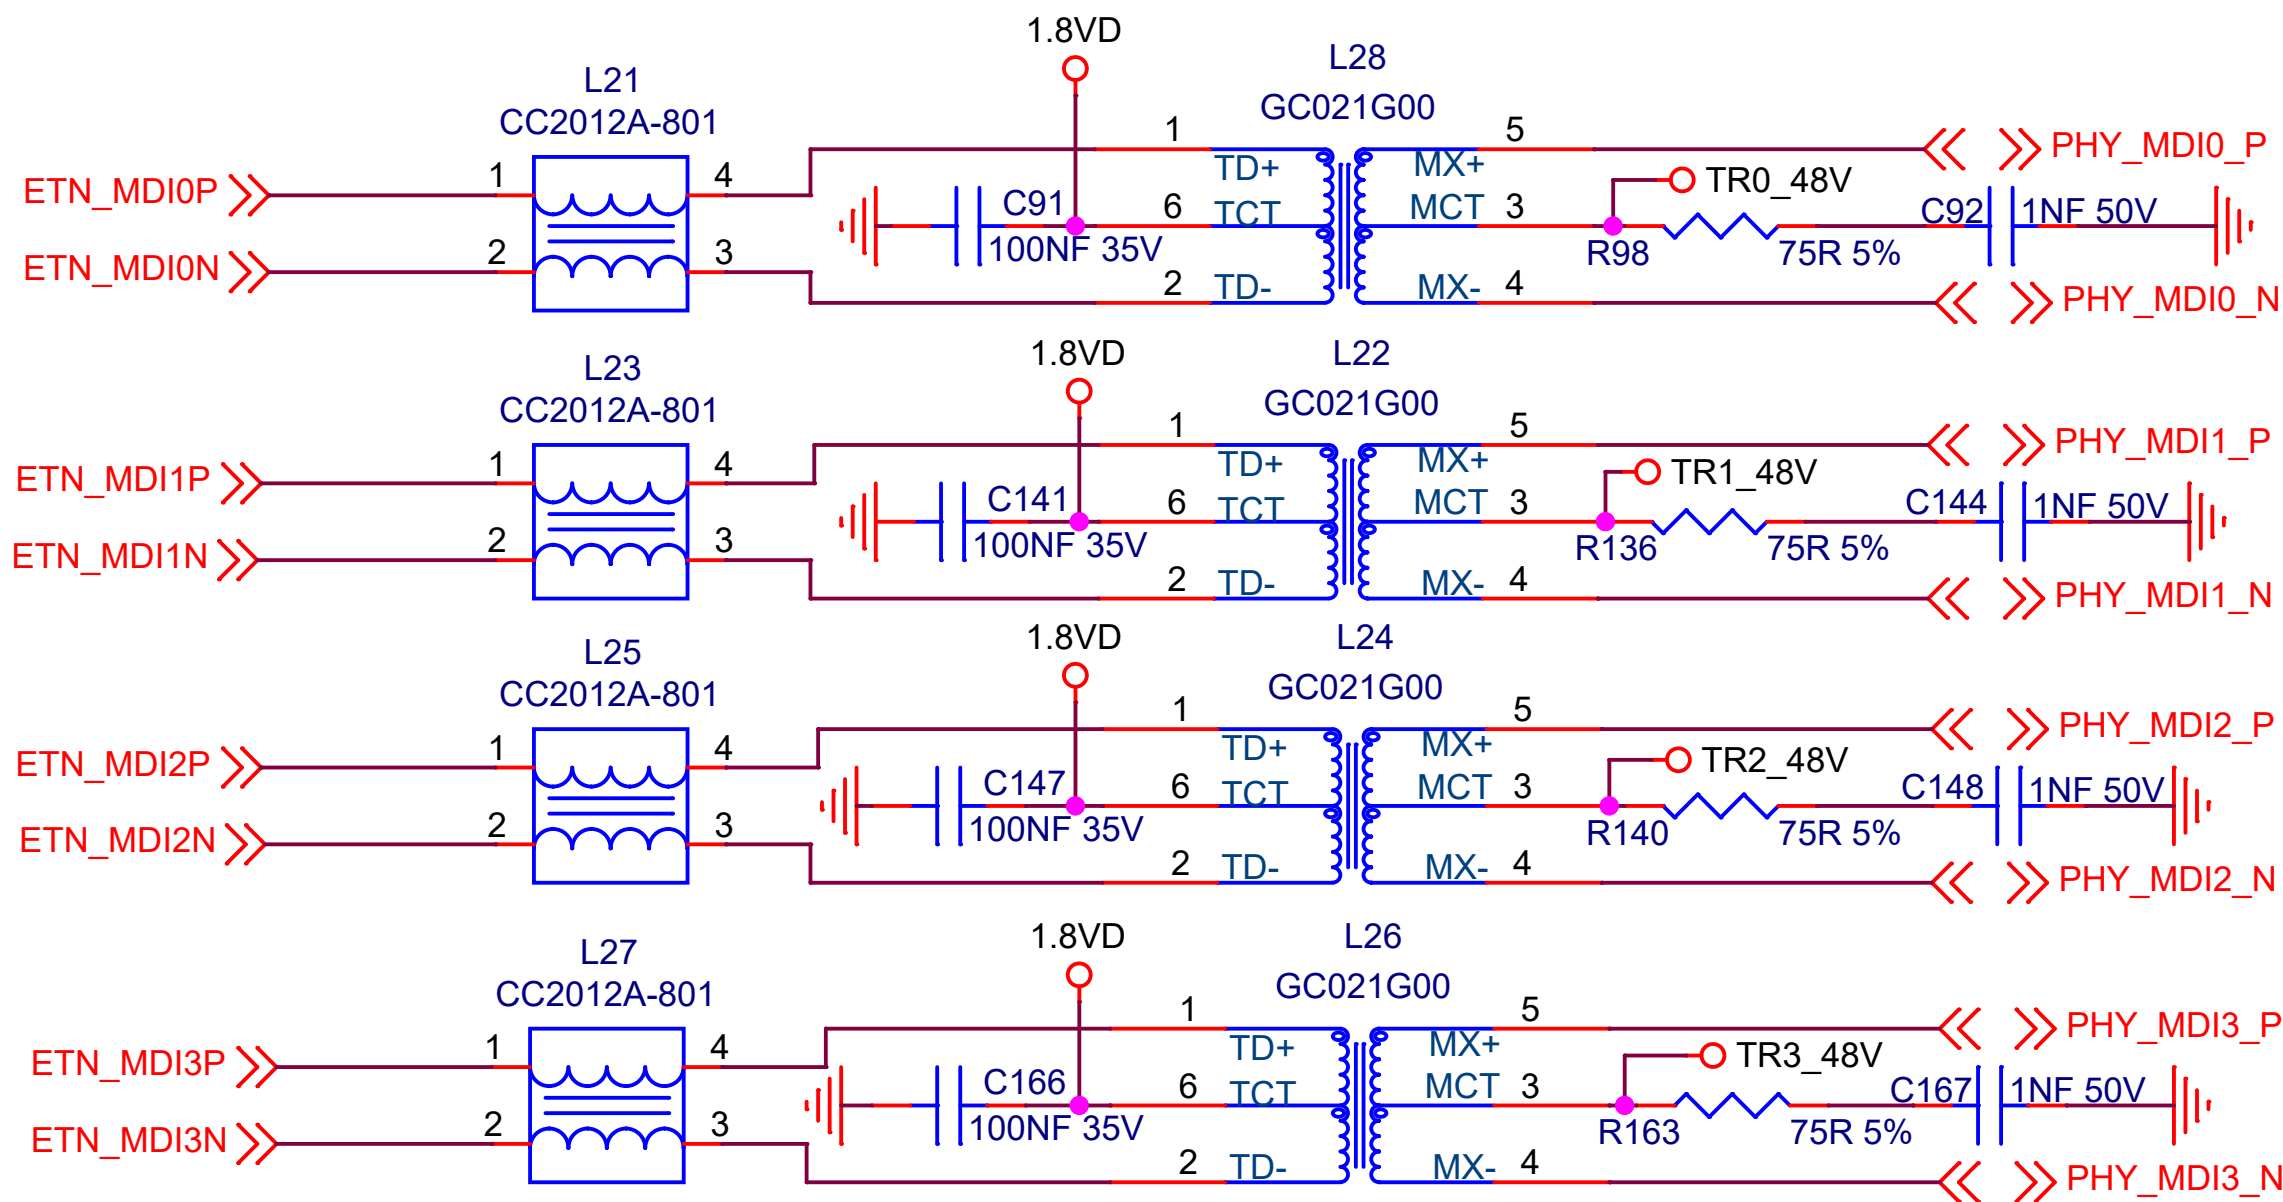 1.8VD
L21
CC2012A-801
L28
GC021G00
ETN_MDI0P
1
4
1
TD+
MX+
5
PHY_MDI0_P
C91
100NF 35V
6
TCT
MCT
3
TR0_48V
R98
75R 5%
C92
1NF 50V
ETN_MDI0N
2
3
2
TD-
MX-
4
PHY_MDI0_N
1.8VD
L23
CC2012A-801
L22
GC021G00
ETN_MDI1P
1
4
1
TD+
MX+
5
PHY_MDI1_P
C141
100NF 35V
6
TCT
MCT
3
TR1_48V
R136
75R 5%
C144
1NF 50V
ETN_MDI1N
2
3
2
TD-
MX-
4
PHY_MDI1_N
1.8VD
L25
CC2012A-801
L24
GC021G00
ETN_MDI2P
1
4
1
TD+
MX+
5
PHY_MDI2_P
C147
100NF 35V
6
TCT
MCT
3
TR2_48V
R140
75R 5%
C148
1NF 50V
ETN_MDI2N
2
3
2
TD-
MX-
4
PHY_MDI2_N
1.8VD
L27
CC2012A-801
L26
GC021G00
ETN_MDI3P
1
4
1
TD+
MX+
5
PHY_MDI3_P
C166
100NF 35V
6
TCT
MCT
3
TR3_48V
R163
75R 5%
C167
1NF 50V
ETN_MDI3N
2
3
2
TD-
MX-
4
PHY_MDI3_N